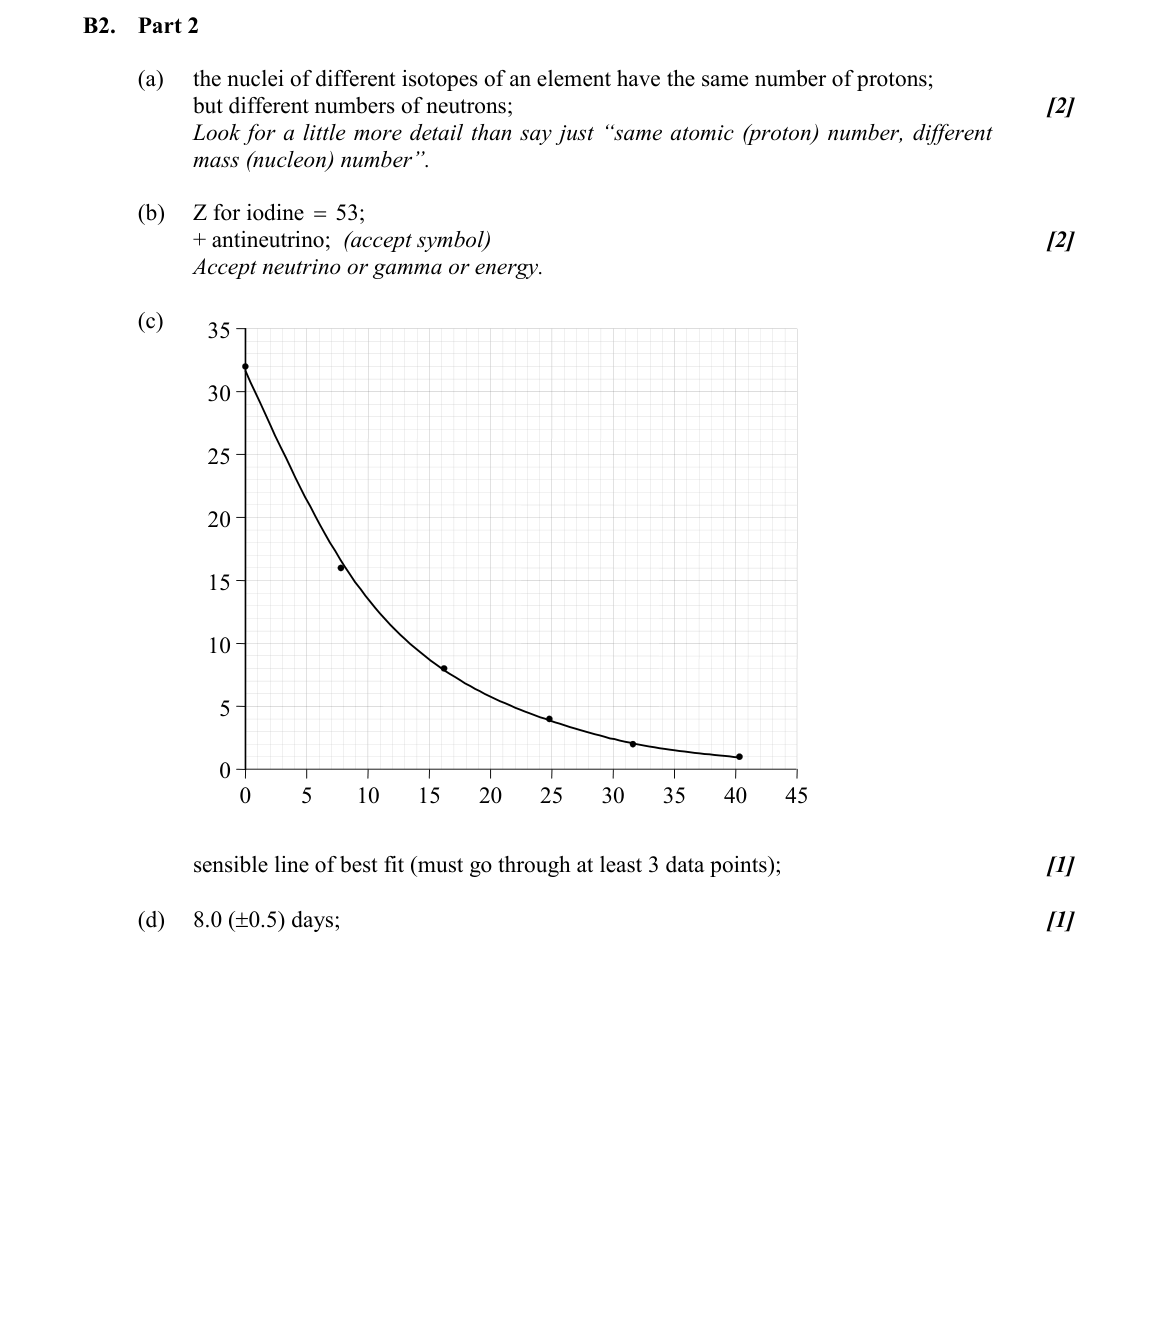 B2. Part 2
(a) the nuclei of different isotopes of an element have the same number of protons;
but different numbers of neutrons; [2]
Look for a little more detail than say just “same atomic (proton) number, different
mass (nucleon) number”.
(b) Z for iodine = 53;
+ antineutrino; (accept symbol) [2]
Accept neutrino or gamma or energy.
(c)
35
30
25
20
15
10
5
0
0 5 10 15 20 25 30 35 40 45
sensible line of best fit (must go through at least 3 data points); [1]
(d) 8.0 (±0.5) days; [1]